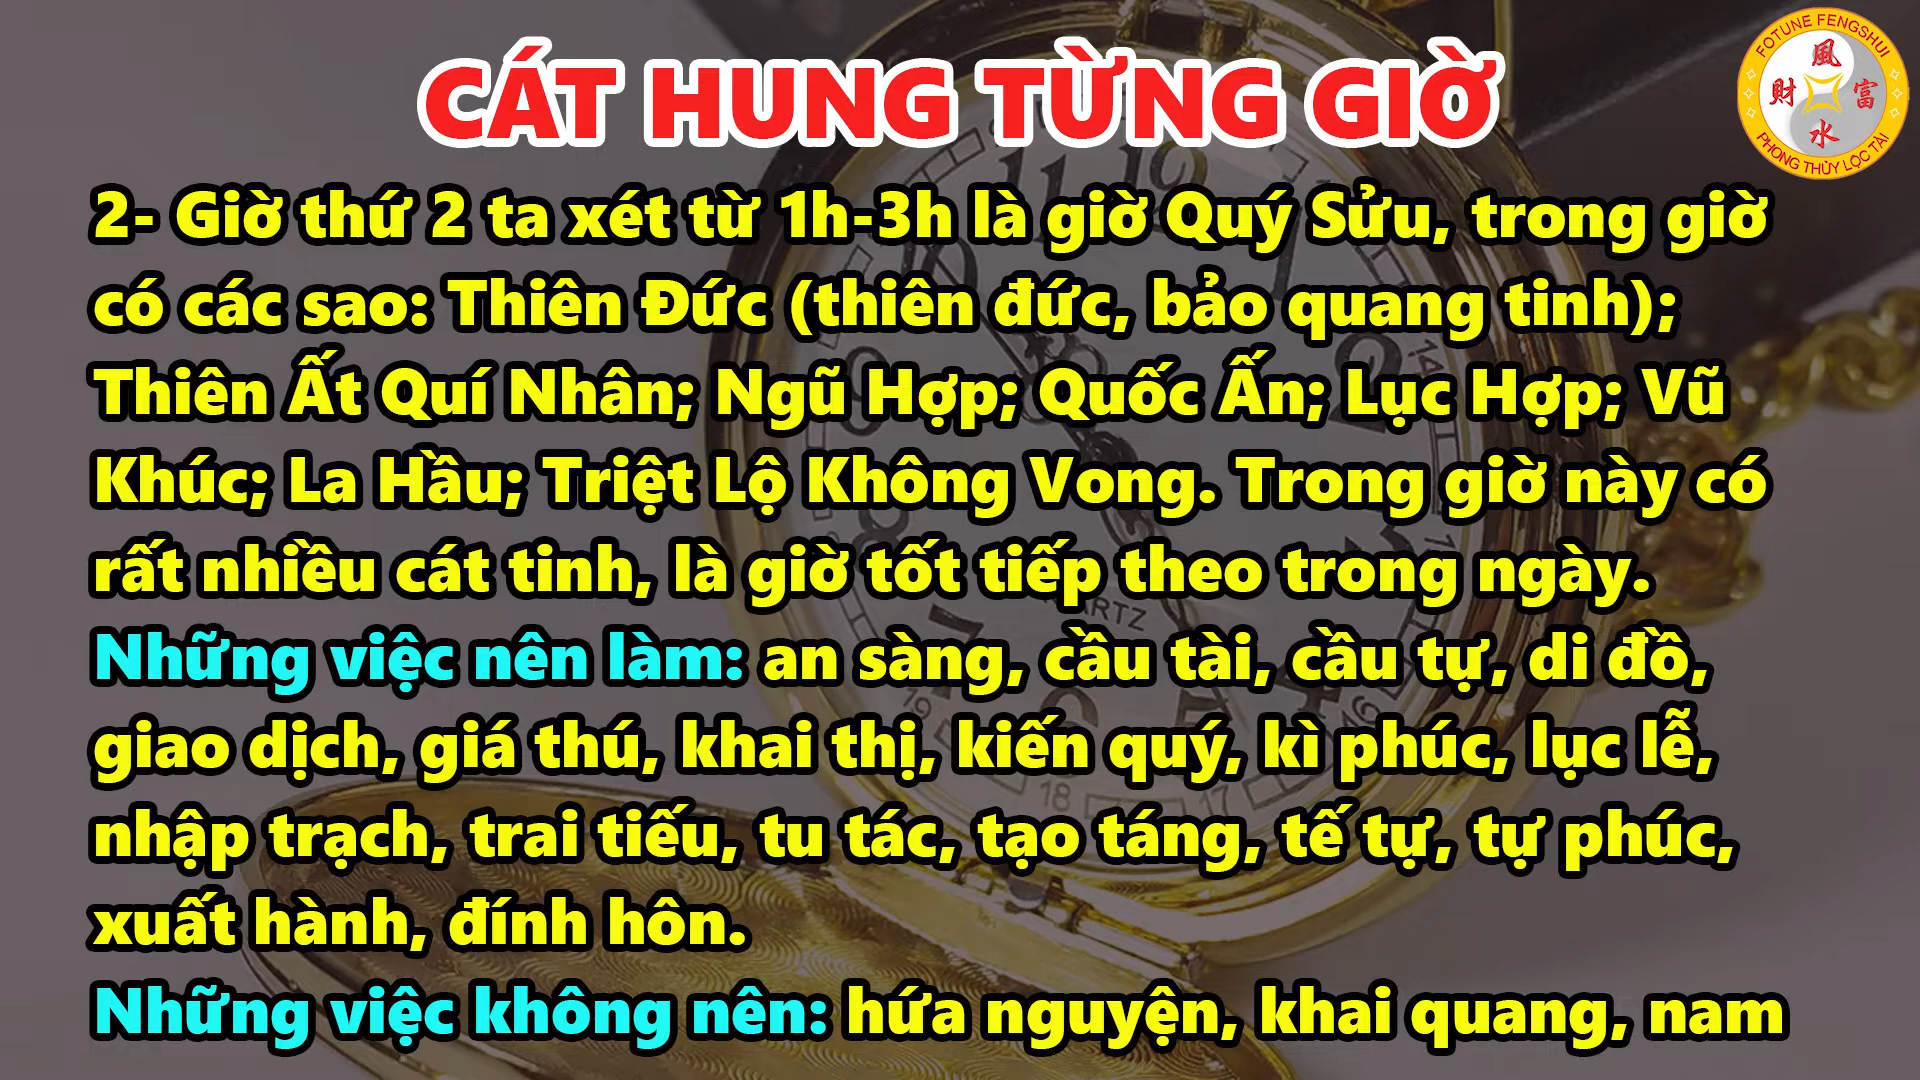 CÁT HUNG TỪNG GIỜ
FOTUNE FENGSHUI
風
財 富
水
PHONG THỦY LỘC TÀI
2- Giờ thứ 2 ta xét từ 1h-3h là giờ Quý Sửu, trong giờ
có các sao: Thiên Đức (thiên đức, bảo quang tinh);
Thiên Ất Quí Nhân; Ngũ Hợp; Quốc Ấn; Lục Hợp; Vũ
Khúc; La Hầu; Triệt Lộ Không Vong. Trong giờ này có
rất nhiều cát tinh, là giờ tốt tiếp theo trong ngày.
Những việc nên làm: an sàng, cầu tài, cầu tự, di đồ,
giao dịch, giá thú, khai thị, kiến quý, kì phúc, lục lễ,
nhập trạch, trai tiếu, tu tác, tạo táng, tế tự, tự phúc,
xuất hành, đính hôn.
Những việc không nên: hứa nguyện, khai quang, nam